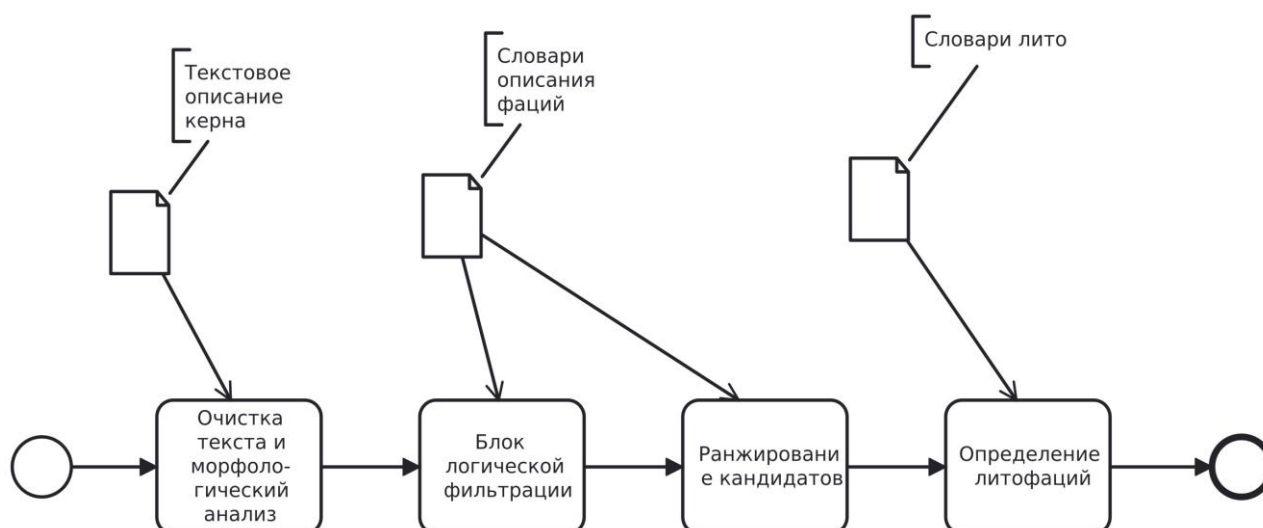 Текстовое
описание
керна
Словари
описания
фаций
Словари лито
Очистка
текста и
морфоло-
гический
анализ
Блок
логической
фильтрации
Ранжировани
е кандидатов
Определение
литофаций